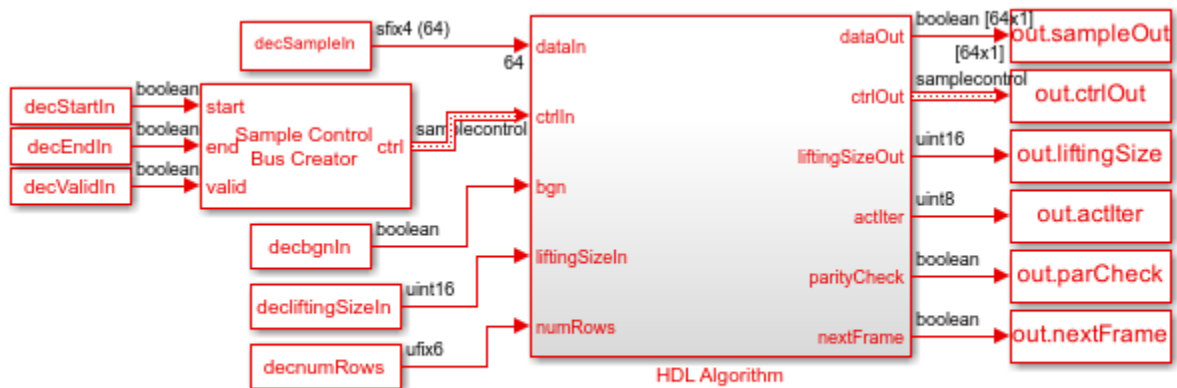 decSampleIn
sfix4 (64)
64
decStartIn
boolean
decEndIn
boolean
decValidIn
boolean
start
end
valid
Sample Control
Bus Creator
ctrl
samplecontrol
decbgnIn
boolean
decliftingSizeIn
uint16
decnumRows
ufix6
dataIn
ctrlIn
bgn
liftingSizeIn
numRows
dataOut
ctrlOut
liftingSizeOut
actIter
parityCheck
nextFrame
HDL Algorithm
boolean [64x1]
out.sampleOut
[64x1]
samplecontrol
out.ctrlOut
uint16
out.liftingSize
uint8
out.actIter
boolean
out.parCheck
boolean
out.nextFrame